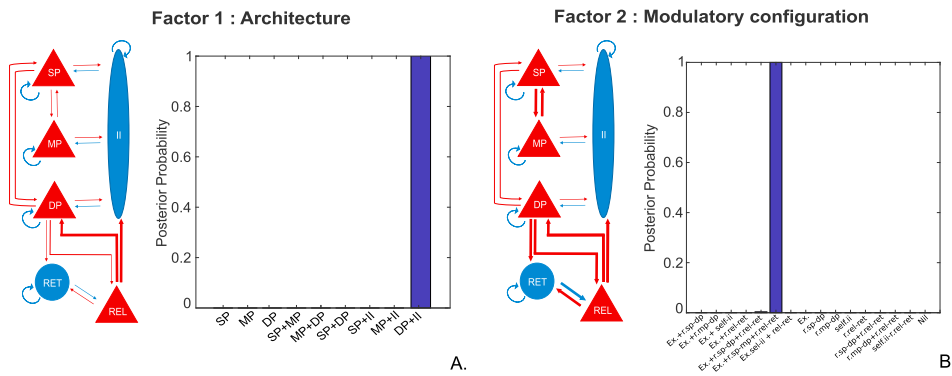 Factor 1 : Architecture
SP
MP
DP
II
RET
REL
Posterior Probability
1
0.8
0.6
0.4
0.2
0
SP
MP
DP
SP+MP
MP+DP
SP+DP
SP+II
MP+II
DP+II
A.
Factor 2 : Modulatory configuration
SP
MP
DP
II
RET
REL
Posterior Probability
1
0.8
0.6
0.4
0.2
0
Ex.+r.sp-dp
Ex.+r.mp-dp
Ex.+ self-ii
Ex.+r.rel-ret
Ex.+r.sp-dp+r.rel-ret
Ex.+r.sp-mp+r.rel-ret
Ex.sel-ii + rel-ret
Ex.
r.sp-dp
r.mp-dp
self-ii
r.rel-ret
r.sp-dp+r.rel-ret
r.mp-dp+r.rel-ret
self.ii-r.rel-ret
Nil
B